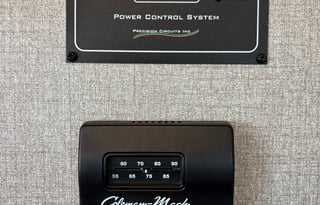 POWER CONTROL SYSTEM
PRECISION CIRCUITS INC
60 70 80 90
55 65 75 85
Coleman-Mach